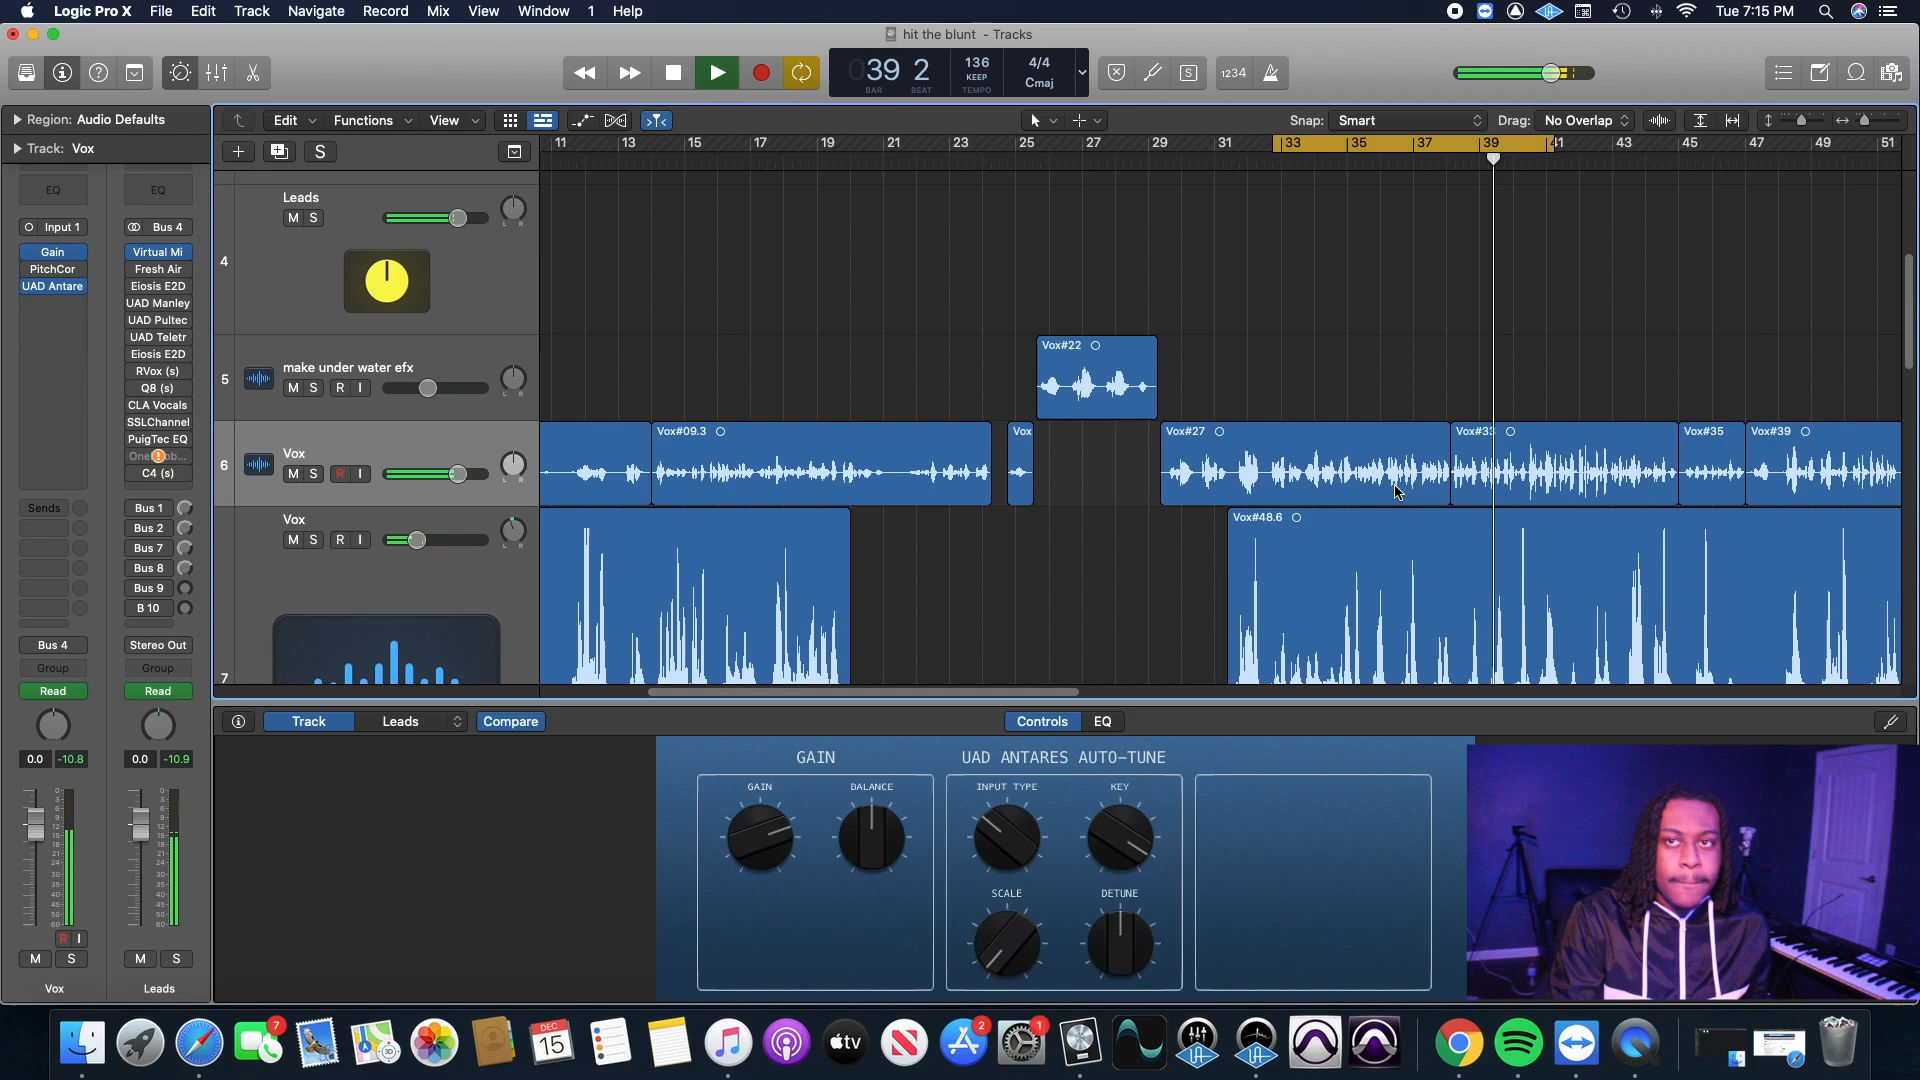 Logic Pro X File Edit Track Navigate Record Mix View Window 1 Help
Tue 7:15 PM
hit the blunt - Tracks
39 2
BAR BEAT
136
KEEP
TEMPO
4/4
Cmaj
S
1234
Region: Audio Defaults
Track: Vox
Edit
Functions
View
Snap: Smart
Drag: No Overlap
S
11 13 15 17 19 21 23 25 27 29 31 33 35 37 39 41 43 45 47 49 51
EQ
EQ
Input 1
Bus 4
Gain
PitchCor
UAD Antare
Virtual Mi
Fresh Air
Eiosis E2D
UAD Manley
UAD Pultec
UAD Teletr
Eiosis E2D
RVox (s)
Q8 (s)
CLA Vocals
SSLChannel
PuigTec EQ
C4 (s)
Sends
Bus 1
Bus 2
Bus 7
Bus 8
Bus 9
B 10
Bus 4
Stereo Out
Group
Group
Read
Read
0.0 -10.8
0.0 -10.9
R I
M S
M S
Vox
Leads
4
Leads
M S
L R
5
make under water efx
M S R I
L R
6
Vox
M S R I
L R
Vox
M S R I
L R
7
Vox#22
Vox#09.3
Vox
Vox#27
Vox#33
Vox#35
Vox#39
Vox#48.6
Track
Leads
Compare
Controls
EQ
GAIN
UAD ANTARES AUTO-TUNE
GAIN
BALANCE
INPUT TYPE
KEY
SCALE
DETUNE
7
DEC
15
tv
2
1